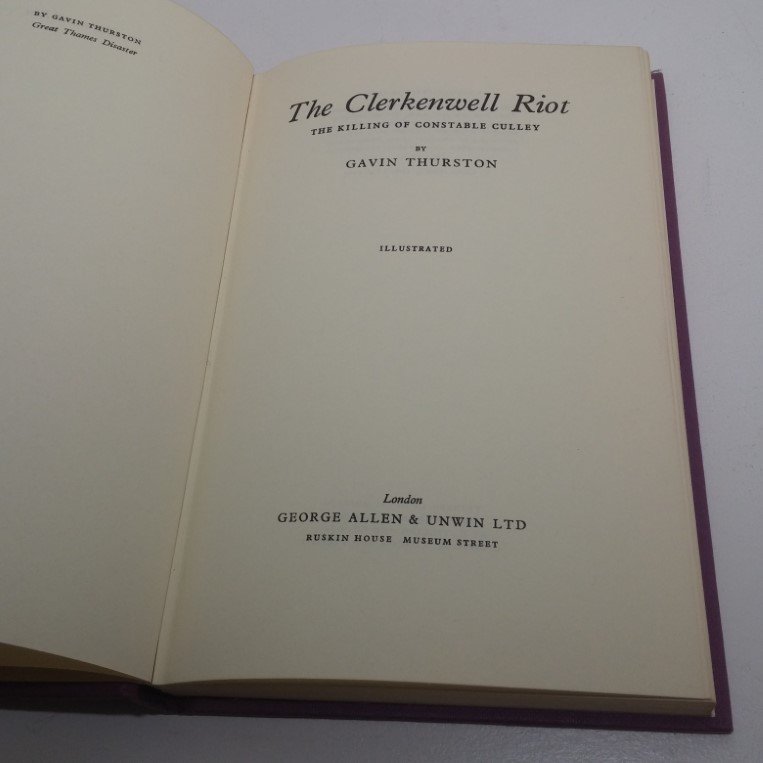 BY GAVIN THURSTON
Great Thames Disaster
The Clerkenwell Riot
THE KILLING OF CONSTABLE CULLEY
BY
GAVIN THURSTON
ILLUSTRATED
London
GEORGE ALLEN & UNWIN LTD
RUSKIN HOUSE MUSEUM STREET